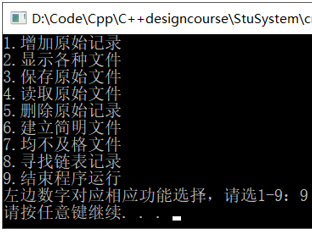 D:\Code\Cpp\C++designcourse\StuSystem\c
1.增加原始记录
2.显示各种文件
3.保存原始文件
4.读取原始文件
5.删除原始记录
6.建立简明文件
7.均不及格文件
8.寻找链表记录
9.结束程序运行
左边数字对应相应功能选择，请选1-9：9
请按任意键继续. . .